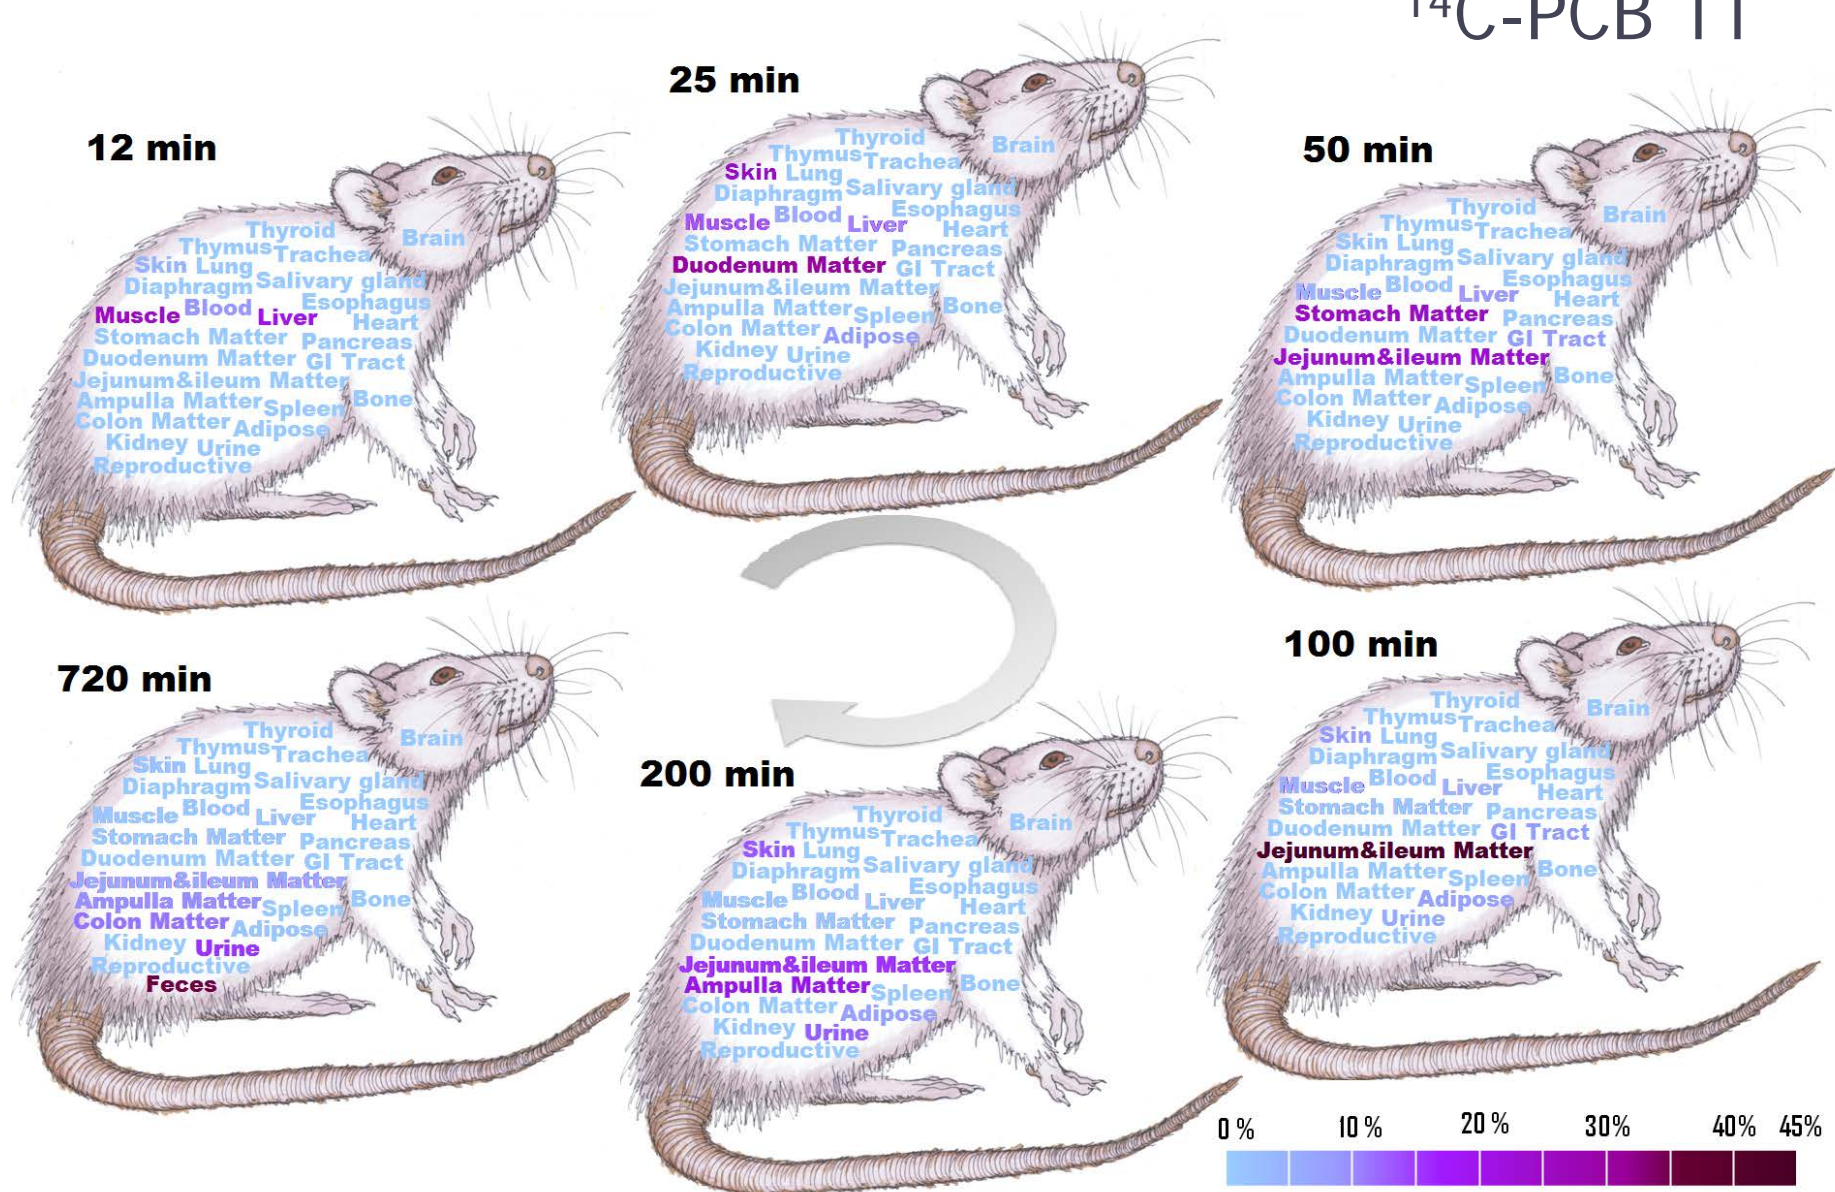 14C-PCB 11
12 min
Thyroid
Brain
Thymus Trachea
Skin Lung
Diaphragm Salivary gland
Esophagus
Muscle Blood Liver Heart
Stomach Matter Pancreas
Duodenum Matter GI Tract
Jejunum&ileum Matter
Ampulla Matter Spleen Bone
Colon Matter Adipose
Kidney Urine
Reproductive
25 min
Thyroid
Brain
Thymus Trachea
Skin Lung
Diaphragm Salivary gland
Esophagus
Muscle Blood Liver Heart
Stomach Matter Pancreas
Duodenum Matter GI Tract
Jejunum&ileum Matter
Ampulla Matter Spleen Bone
Colon Matter Adipose
Kidney Urine
Reproductive
50 min
Thyroid
Brain
Thymus Trachea
Skin Lung
Diaphragm Salivary gland
Esophagus
Muscle Blood Liver Heart
Stomach Matter Pancreas
Duodenum Matter GI Tract
Jejunum&ileum Matter
Ampulla Matter Spleen Bone
Colon Matter Adipose
Kidney Urine
Reproductive
720 min
Thyroid
Brain
Thymus Trachea
Skin Lung
Diaphragm Salivary gland
Esophagus
Muscle Blood Liver Heart
Stomach Matter Pancreas
Duodenum Matter GI Tract
Jejunum&ileum Matter
Ampulla Matter Spleen Bone
Colon Matter Adipose
Kidney Urine
Reproductive
Feces
200 min
Thyroid
Brain
Thymus Trachea
Skin Lung
Diaphragm Salivary gland
Esophagus
Muscle Blood Liver Heart
Stomach Matter Pancreas
Duodenum Matter GI Tract
Jejunum&ileum Matter
Ampulla Matter Spleen Bone
Colon Matter Adipose
Kidney Urine
Reproductive
100 min
Thyroid
Brain
Thymus Trachea
Skin Lung
Diaphragm Salivary gland
Esophagus
Muscle Blood Liver Heart
Stomach Matter Pancreas
Duodenum Matter GI Tract
Jejunum&ileum Matter
Ampulla Matter Spleen Bone
Colon Matter Adipose
Kidney Urine
Reproductive
0 % 10 % 20 % 30% 40% 45%